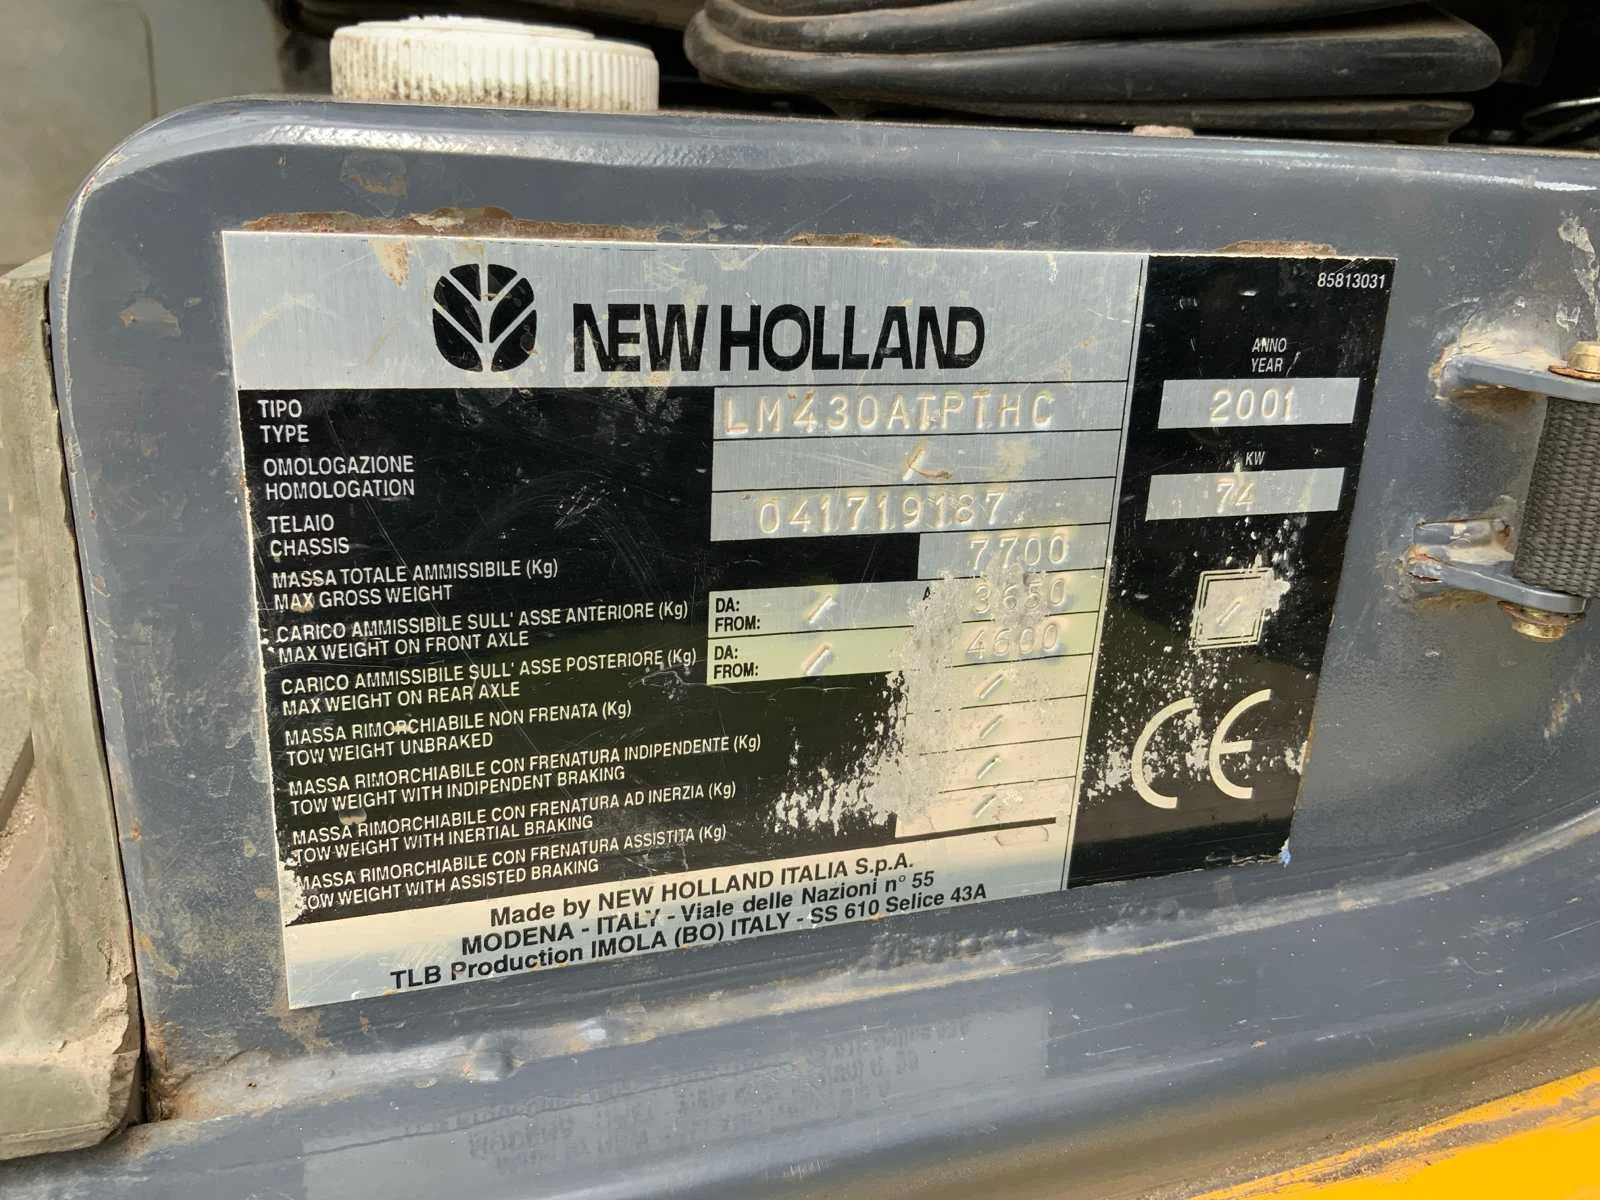 NEW HOLLAND
85813031
TIPO
TYPE
LM430ATPTHC
ANNO
YEAR
2001
OMOLOGAZIONE
HOMOLOGATION
/
KW
74
TELAIO
CHASSIS
041719187
MASSA TOTALE AMMISSIBILE (Kg)
MAX GROSS WEIGHT
7700
CARICO AMMISSIBILE SULL' ASSE ANTERIORE (Kg)
MAX WEIGHT ON FRONT AXLE
DA:
FROM:
/
3650
CARICO AMMISSIBILE SULL' ASSE POSTERIORE (Kg)
MAX WEIGHT ON REAR AXLE
DA:
FROM:
/
4600
MASSA RIMORCHIABILE NON FRENATA (Kg)
TOW WEIGHT UNBRAKED
/
MASSA RIMORCHIABILE CON FRENATURA INDIPENDENTE (Kg)
TOW WEIGHT WITH INDIPENDENT BRAKING
/
MASSA RIMORCHIABILE CON FRENATURA AD INERZIA (Kg)
TOW WEIGHT WITH INERTIAL BRAKING
/
MASSA RIMORCHIABILE CON FRENATURA ASSISTITA (Kg)
TOW WEIGHT WITH ASSISTED BRAKING
/
/
CE
Made by NEW HOLLAND ITALIA S.p.A.
MODENA - ITALY - Viale delle Nazioni n° 55
TLB Production IMOLA (BO) ITALY - SS 610 Selice 43A